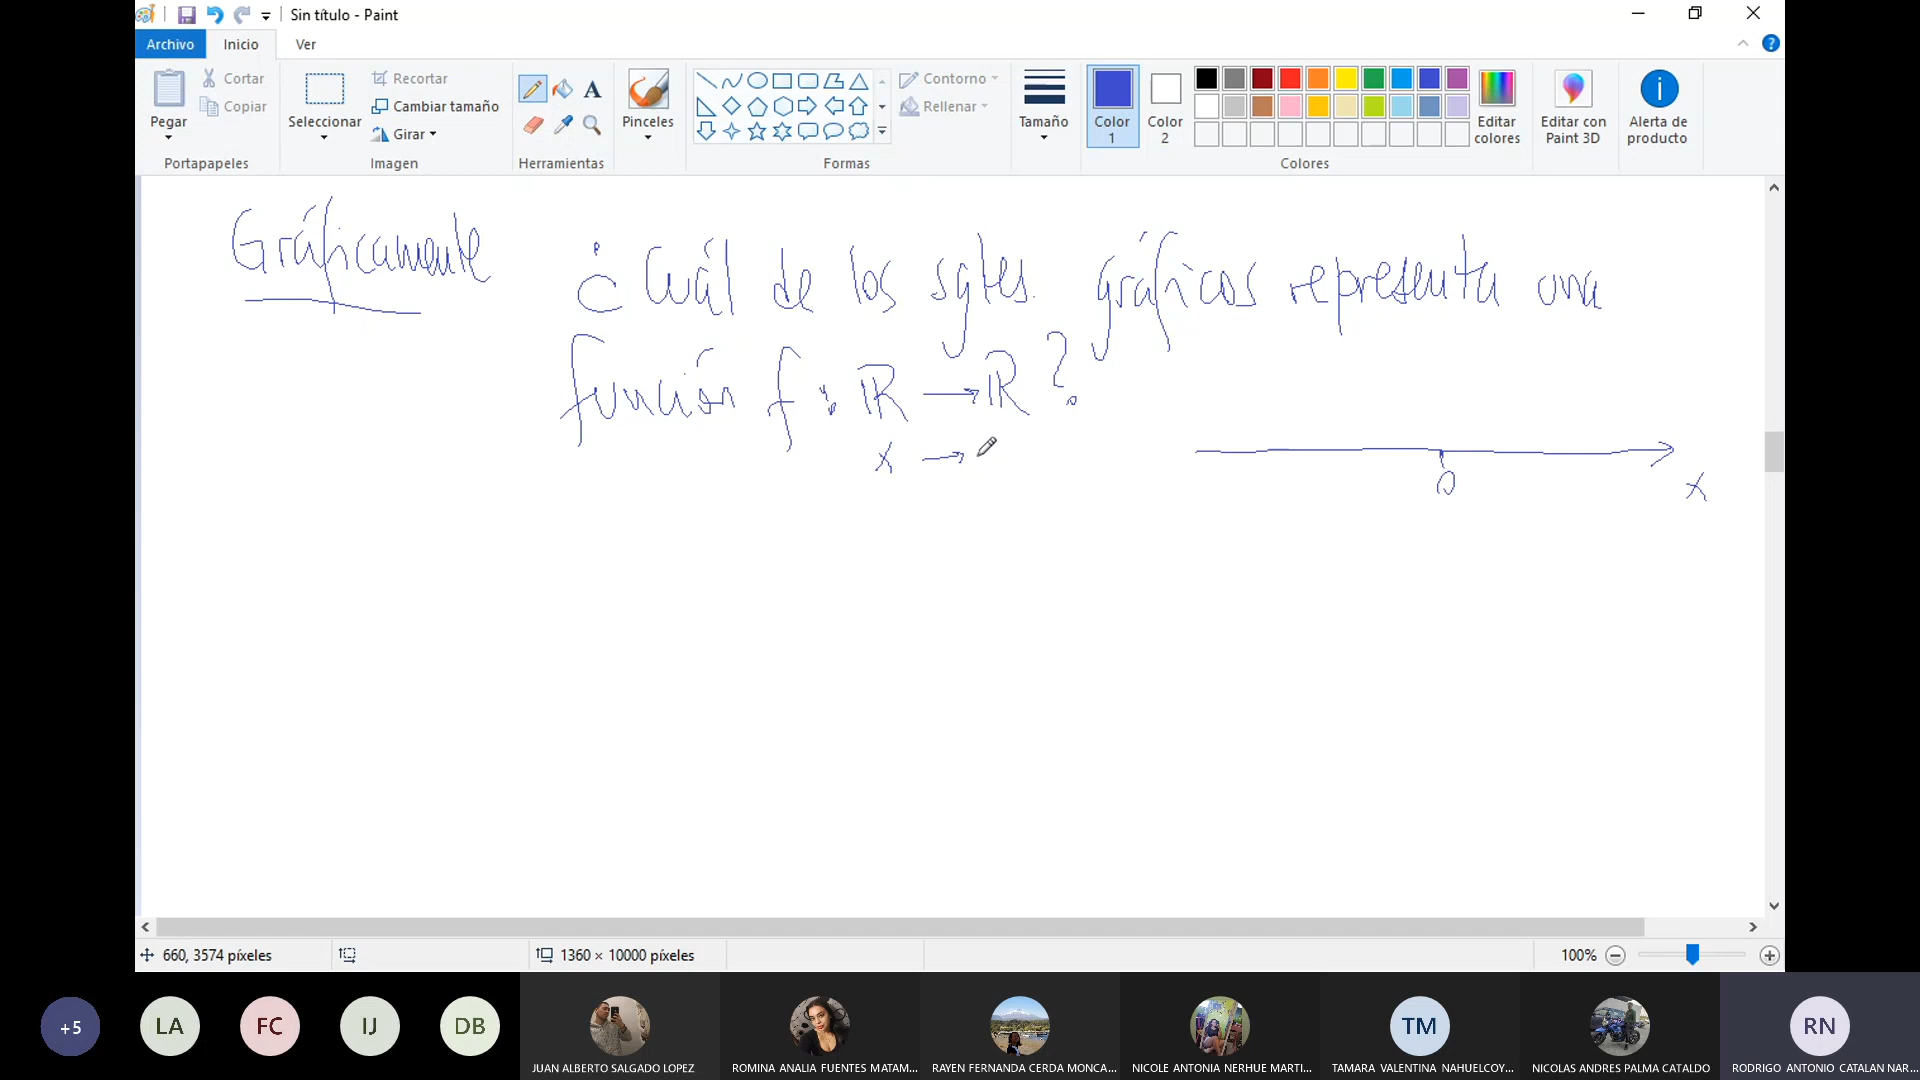 Sin título - Paint
Archivo Inicio Ver
Pegar Cortar Copiar Portapapeles
Seleccionar Recortar Cambiar tamaño Girar Imagen
Herramientas
Pinceles
Contorno Rellenar Formas
Tamaño
Color 1 Color 2 Colores
Editar colores
Editar con Paint 3D
Alerta de producto
Gráficamente ¿Cuál de los sgtes. gráficos representa una
función f: ℝ → ℝ ?
x →
0
x
660, 3574 píxeles 1360 × 10000 píxeles 100%
+5 LA FC IJ DB TM RN
JUAN ALBERTO SALGADO LOPEZ ROMINA ANALIA FUENTES MATAM... RAYEN FERNANDA CERDA MONCA... NICOLE ANTONIA NERHUE MARTI... TAMARA VALENTINA NAHUELCOY... NICOLAS ANDRES PALMA CATALDO RODRIGO ANTONIO CATALAN NAR...